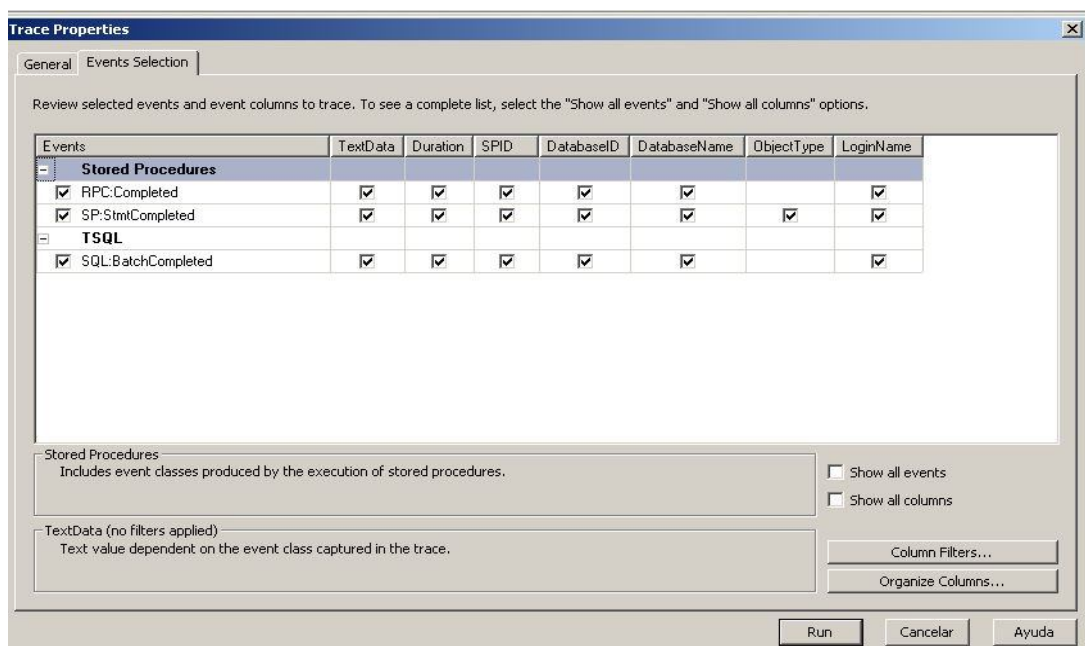 Trace Properties
General Events Selection
Review selected events and event columns to trace. To see a complete list, select the "Show all events" and "Show all columns" options.
Events TextData Duration SPID DatabaseID DatabaseName ObjectType LoginName
Stored Procedures
RPC:Completed
SP:StmtCompleted
TSQL
SQL:BatchCompleted
Stored Procedures
Includes event classes produced by the execution of stored procedures.
Show all events
Show all columns
TextData (no filters applied)
Text value dependent on the event class captured in the trace.
Column Filters...
Organize Columns...
Run Cancelar Ayuda